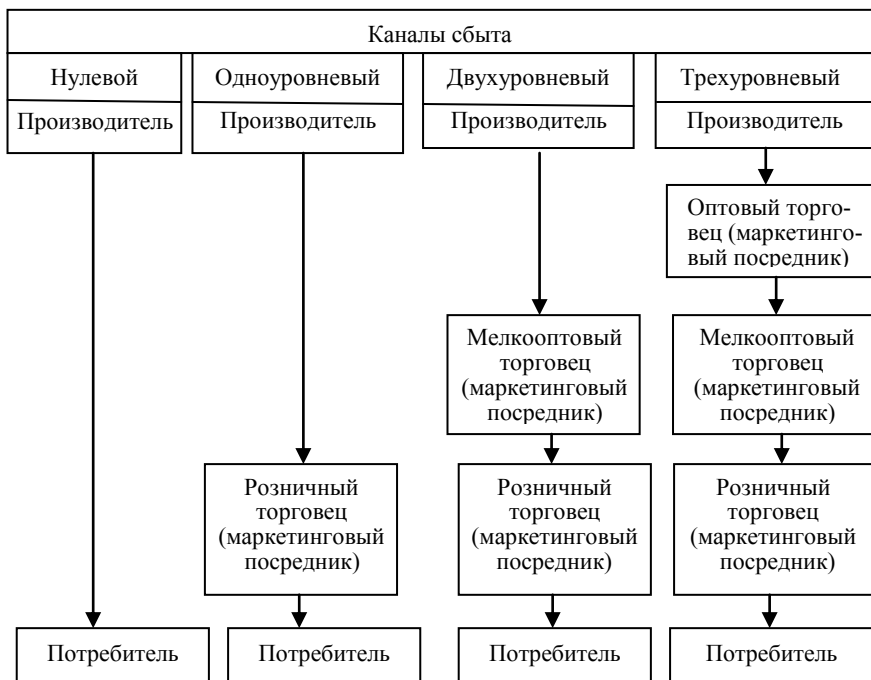 Каналы сбыта
Нулевой
Одноуровневый
Двухуровневый
Трехуровневый
Производитель
Производитель
Производитель
Производитель
Оптовый торго-
вец (маркетинго-
вый посредник)
Мелкооптовый
торговец
(маркетинговый
посредник)
Мелкооптовый
торговец
(маркетинговый
посредник)
Розничный
торговец
(маркетинговый
посредник)
Розничный
торговец
(маркетинговый
посредник)
Розничный
торговец
(маркетинговый
посредник)
Потребитель
Потребитель
Потребитель
Потребитель